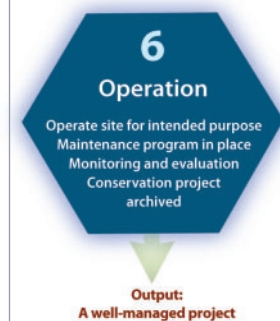 6
Operation
Operate site for intended purpose
Maintenance program in place
Monitoring and evaluation
Conservation project
archived
Output:
A well-managed project